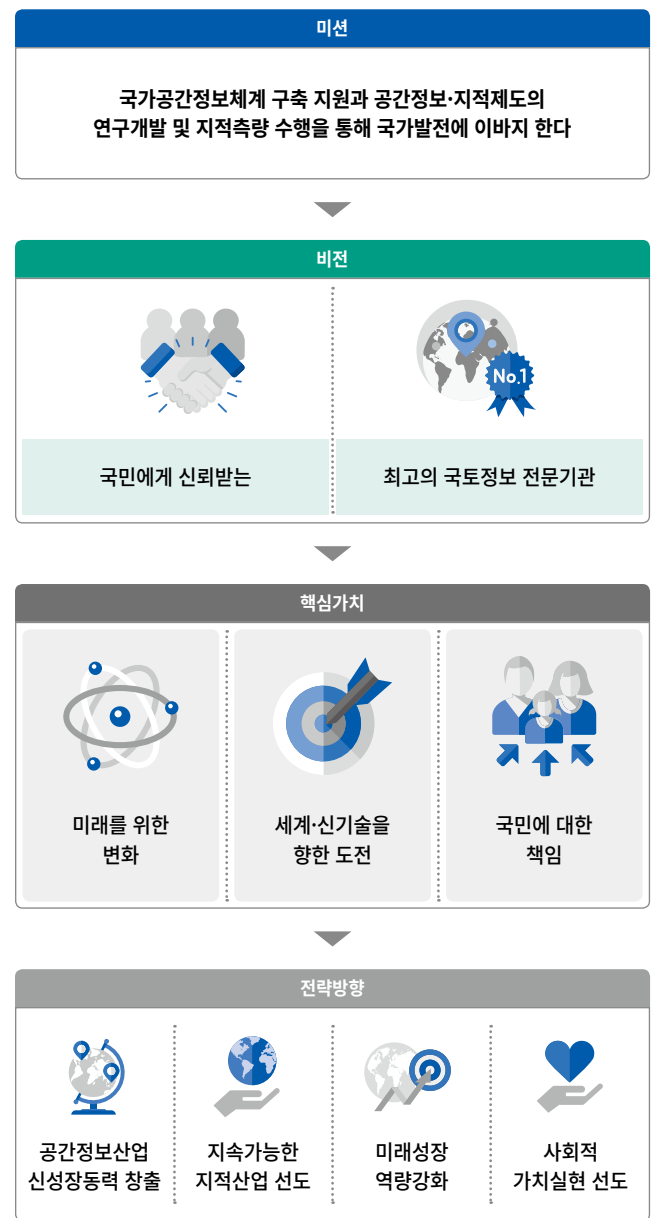 미션
국가공간정보체계 구축 지원과 공간정보·지적제도의
연구개발 및 지적측량 수행을 통해 국가발전에 이바지 한다
비전
No.1
국민에게 신뢰받는
최고의 국토정보 전문기관
핵심가치
미래를 위한
변화
세계·신기술을
향한 도전
국민에 대한
책임
전략방향
공간정보산업
신성장동력 창출
지속가능한
지적산업 선도
미래성장
역량강화
사회적
가치실현 선도